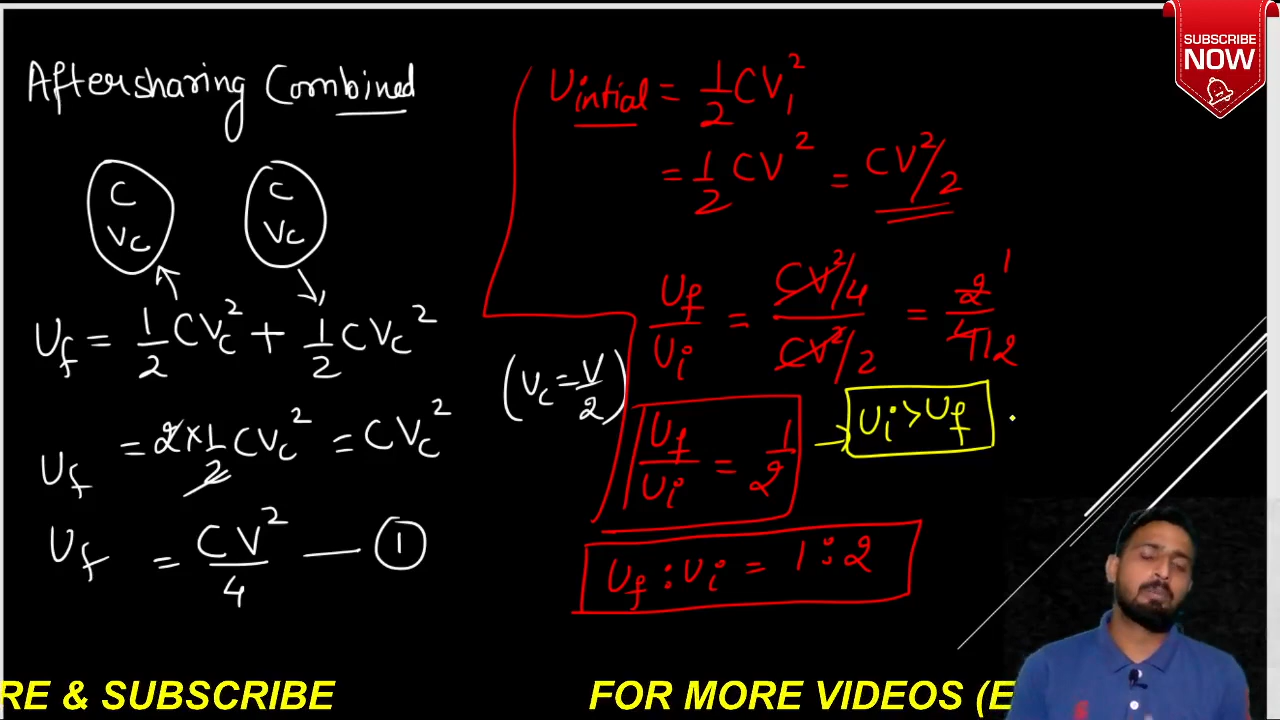 Aftersharing Combined
C
Vc
C
Vc
Uf = 1/2 CVc² + 1/2 CVc²
Uf = 2×1/2 CVc² = CVc²
(Vc = V/2)
Uf = CV²/4 — ①
Uintial = 1/2 CV₁²
= 1/2 CV² = CV²/2
Uf/Ui = CV²/4 / CV²/2 = 2/4 1 2
Uf/Ui = 1/2 → Ui > Uf
Uf : Ui = 1 : 2
SUBSCRIBE
NOW
RE & SUBSCRIBE
FOR MORE VIDEOS (E